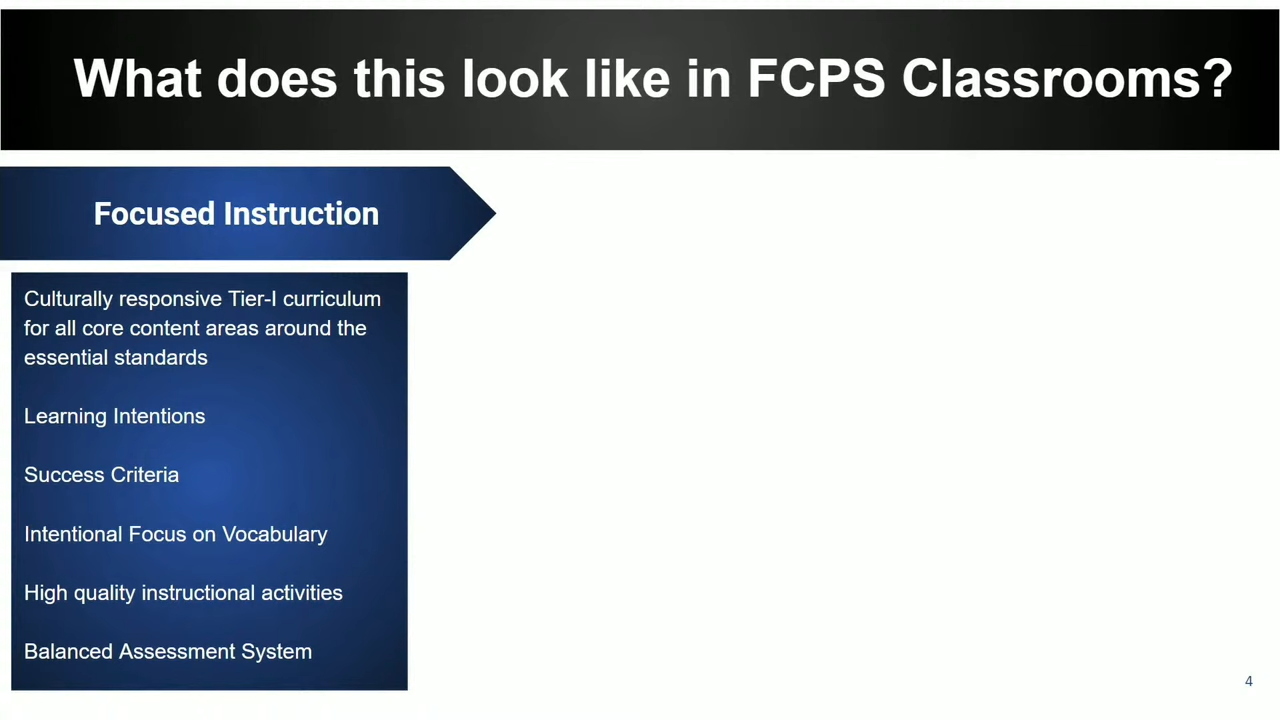 What does this look like in FCPS Classrooms?
Focused Instruction
Culturally responsive Tier-I curriculum
for all core content areas around the
essential standards
Learning Intentions
Success Criteria
Intentional Focus on Vocabulary
High quality instructional activities
Balanced Assessment System
4